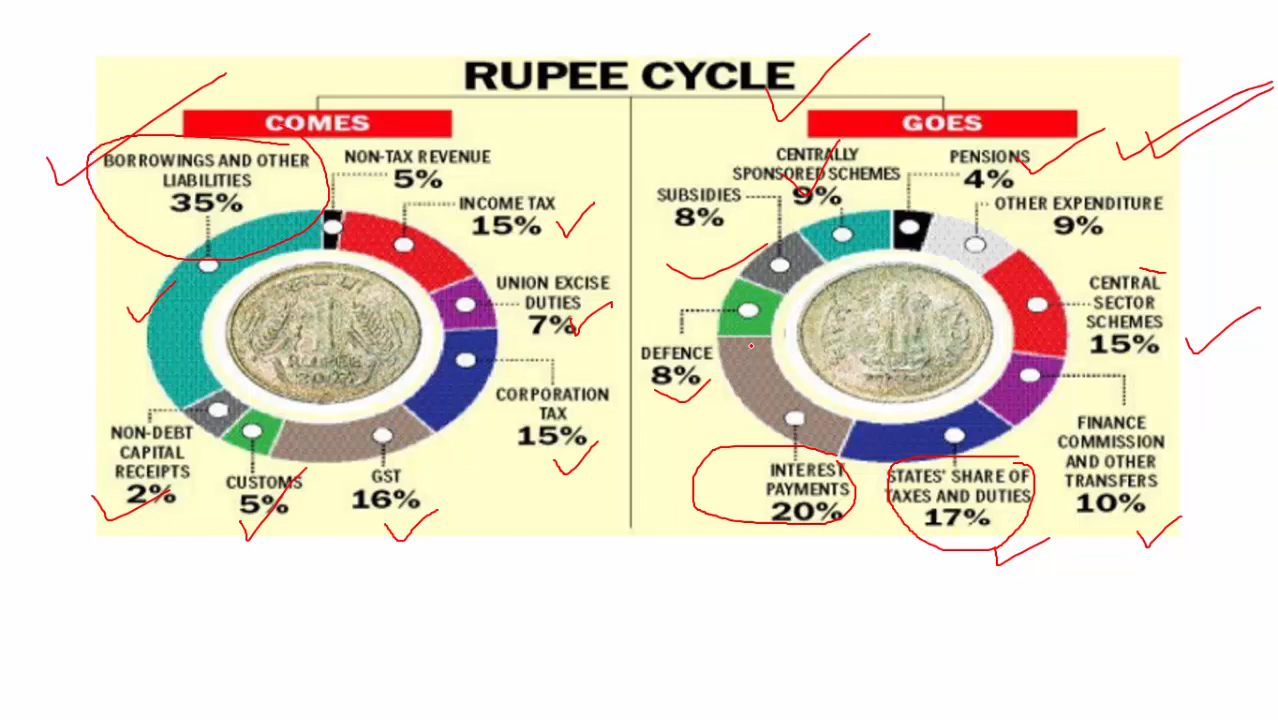 RUPEE CYCLE
COMES
BORROWINGS AND OTHER
LIABILITIES
35%
NON-TAX REVENUE
5%
INCOME TAX
15%
UNION EXCISE
DUTIES
7%
CORPORATION
TAX
15%
GST
16%
CUSTOMS
5%
NON-DEBT
CAPITAL
RECEIPTS
2%
RUPEE
GOES
CENTRALLY
SPONSORED SCHEMES
9%
PENSIONS
4%
SUBSIDIES
8%
OTHER EXPENDITURE
9%
CENTRAL
SECTOR
SCHEMES
15%
DEFENCE
8%
FINANCE
COMMISSION
AND OTHER
TRANSFERS
10%
INTEREST
PAYMENTS
20%
STATES' SHARE OF
TAXES AND DUTIES
17%